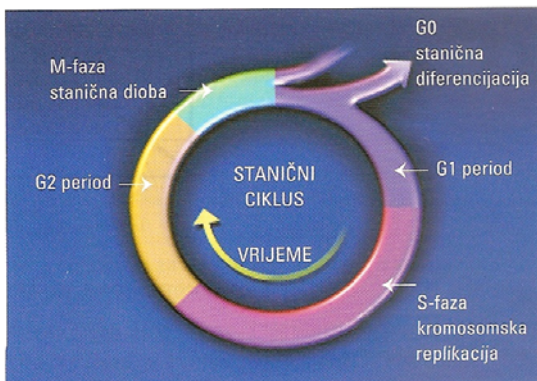 G0
stanična
diferencijacija
M-faza
stanična dioba
G2 period
STANIČNI
CIKLUS
G1 period
VRIJEME
S-faza
kromosomska
replikacija